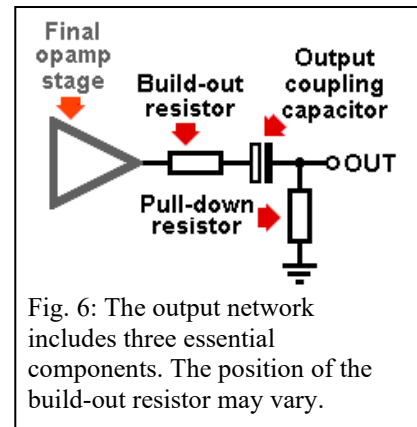 Final
opamp
stage
Build-out
resistor
Output
coupling
capacitor
OUT
Pull-down
resistor
Fig. 6: The output network
includes three essential
components. The position of the
build-out resistor may vary.